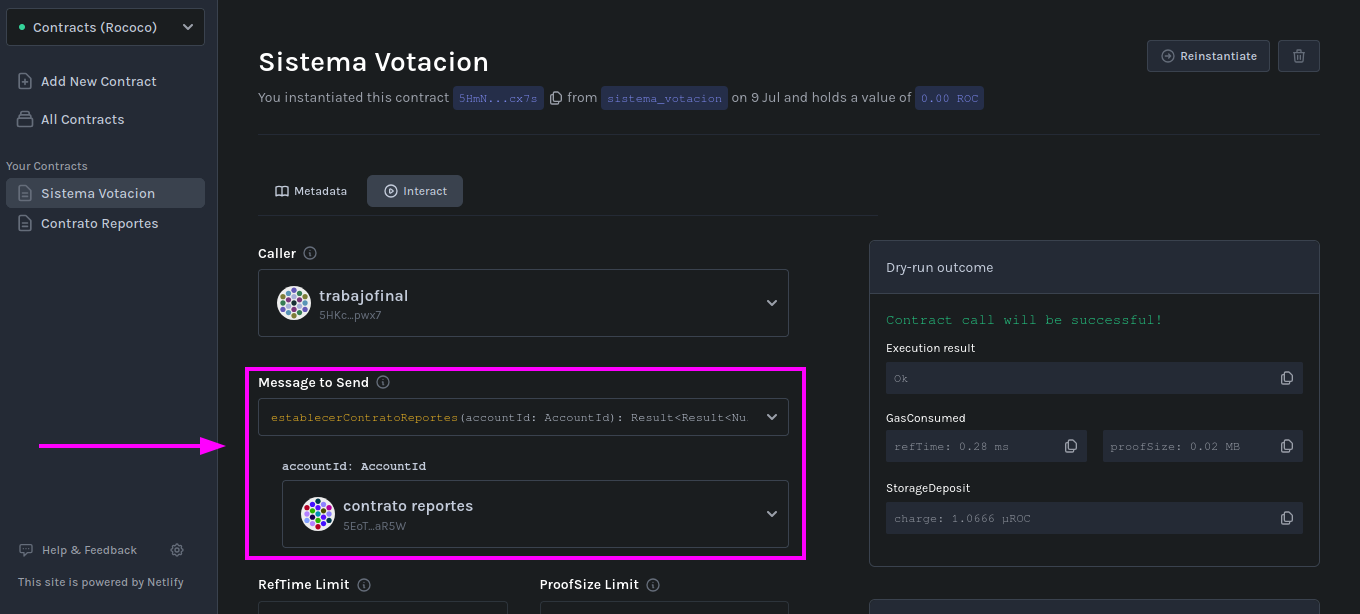 Contracts (Rococo)
Add New Contract
All Contracts
Your Contracts
Sistema Votacion
Contrato Reportes
Help & Feedback
This site is powered by Netlify
Sistema Votacion
Reinstantiate
You instantiated this contract 5HmN...cx7s from sistema_votacion on 9 Jul and holds a value of 0.00 ROC
Metadata
Interact
Caller
trabajofinal
5HKc...pwx7
Message to Send
establecerContratoReportes(accountId: AccountId): Result<Result<Nu.
accountId: AccountId
contrato reportes
5EoT...aR5W
RefTime Limit
ProofSize Limit
Dry-run outcome
Contract call will be successful!
Execution result
Ok
GasConsumed
refTime: 0.28 ms
proofSize: 0.02 MB
StorageDeposit
charge: 1.0666 µROC